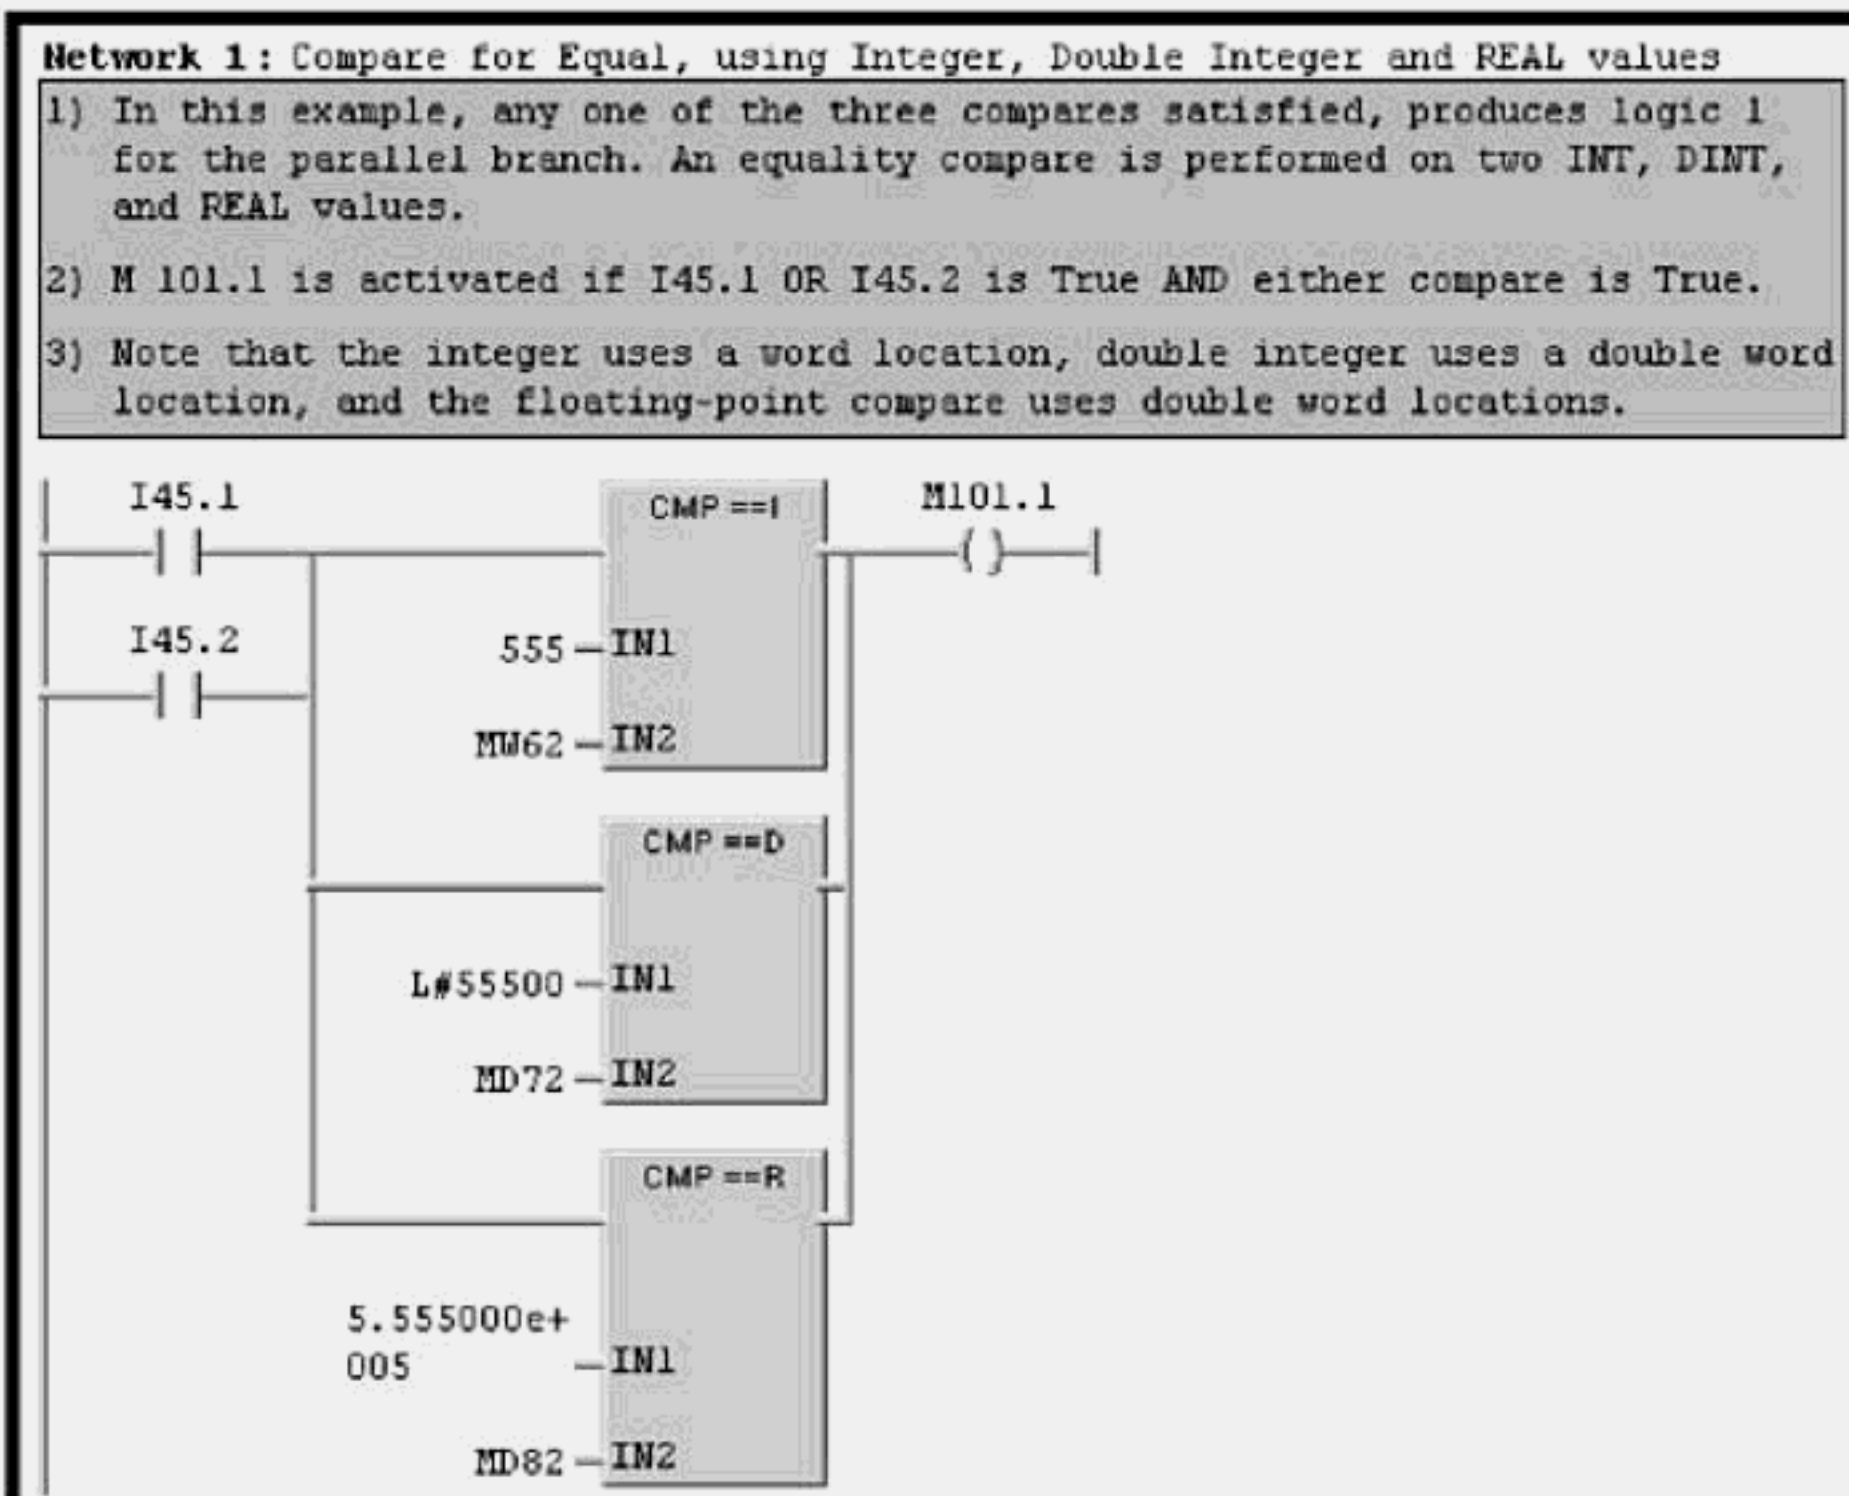 Network 1: Compare for Equal, using Integer, Double Integer and REAL values
1) In this example, any one of the three compares satisfied, produces logic 1
for the parallel branch. An equality compare is performed on two INT, DINT,
and REAL values.
2) M 101.1 is activated if I45.1 OR I45.2 is True AND either compare is True.
3) Note that the integer uses a word location, double integer uses a double word
location, and the floating-point compare uses double word locations.
I45.1
CMP ==I
M101.1
I45.2
555
IN1
MW62
IN2
CMP ==D
L#55500
IN1
MD72
IN2
CMP ==R
5.555000e+
005
IN1
MD82
IN2